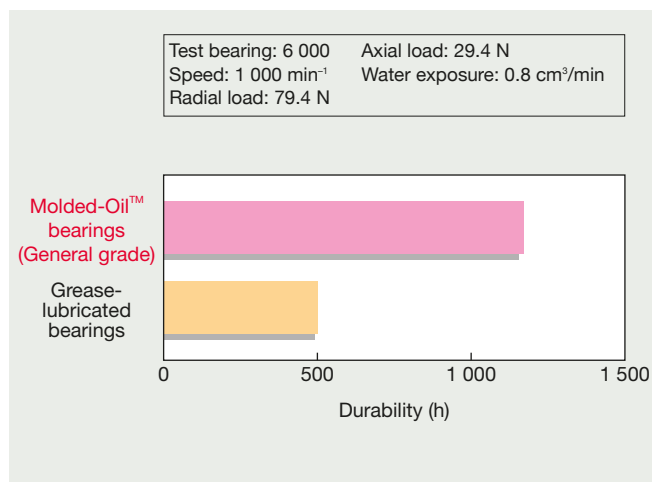 Test bearing: 6 000 Axial load: 29.4 N
Speed: 1 000 min⁻¹ Water exposure: 0.8 cm³/min
Radial load: 79.4 N
Molded-Oil™
bearings
(General grade)
Grease-
lubricated
bearings
0 500 1 000 1 500
Durability (h)